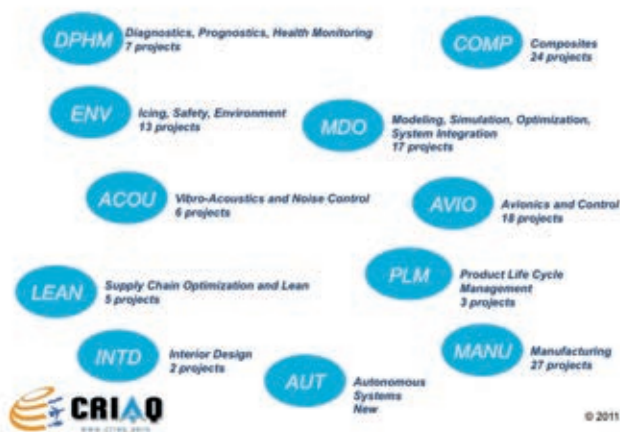 DPHM
Diagnostics, Prognostics, Health Monitoring
7 projects
COMP
Composites
24 projects
ENV
Icing, Safety, Environment
13 projects
MDO
Modeling, Simulation, Optimization,
System Integration
17 projects
ACOU
Vibro-Acoustics and Noise Control
6 projects
AVIO
Avionics and Control
18 projects
LEAN
Supply Chain Optimization and Lean
5 projects
PLM
Product Life Cycle
Management
3 projects
INTD
Interior Design
2 projects
AUT
Autonomous
Systems
New
MANU
Manufacturing
27 projects
CRIAQ
© 2011